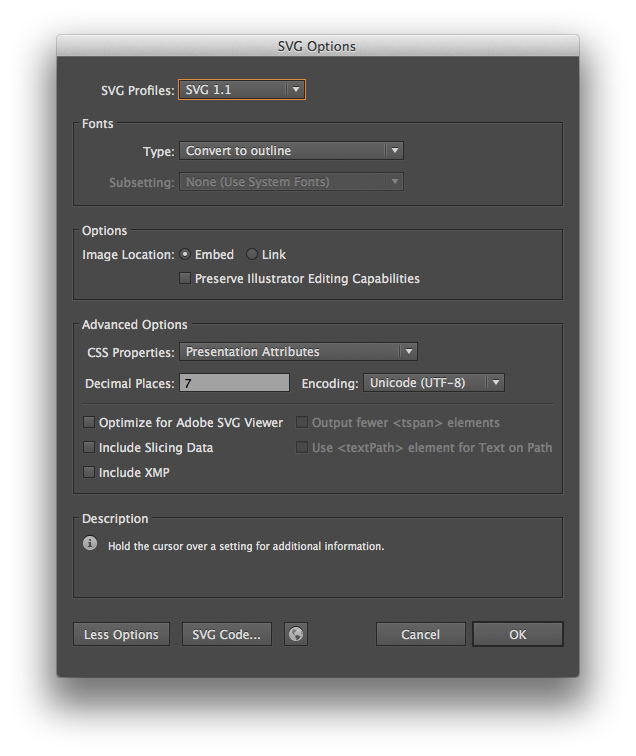 SVG Options
SVG Profiles: SVG 1.1
Fonts
Type: Convert to outline
Subsetting: None (Use System Fonts)
Options
Image Location: Embed Link
Preserve Illustrator Editing Capabilities
Advanced Options
CSS Properties: Presentation Attributes
Decimal Places: 7 Encoding: Unicode (UTF-8)
Optimize for Adobe SVG Viewer Output fewer <tspan> elements
Include Slicing Data Use <textPath> element for Text on Path
Include XMP
Description
Hold the cursor over a setting for additional information.
Less Options SVG Code... Cancel OK